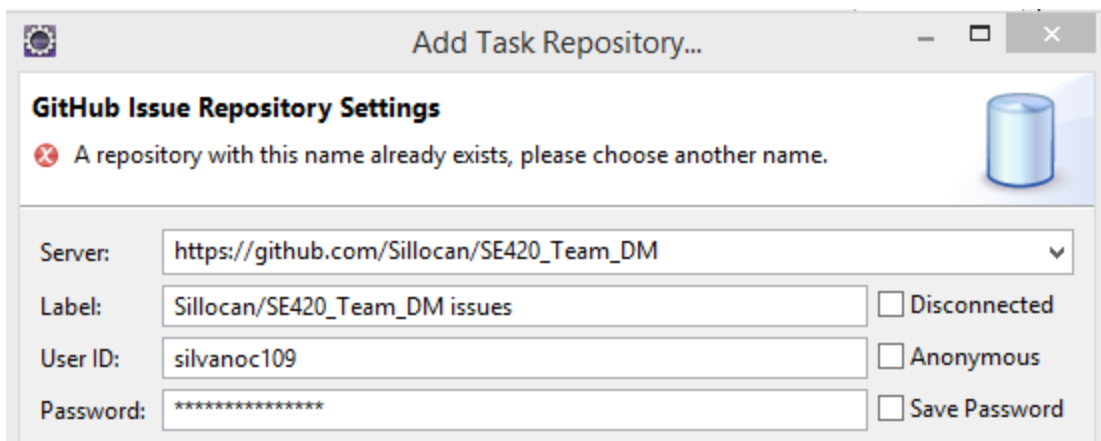 Add Task Repository...
GitHub Issue Repository Settings
A repository with this name already exists, please choose another name.
Server: https://github.com/Sillocan/SE420_Team_DM
Label: Sillocan/SE420_Team_DM issues Disconnected
User ID: silvanoc109 Anonymous
Password: *************** Save Password